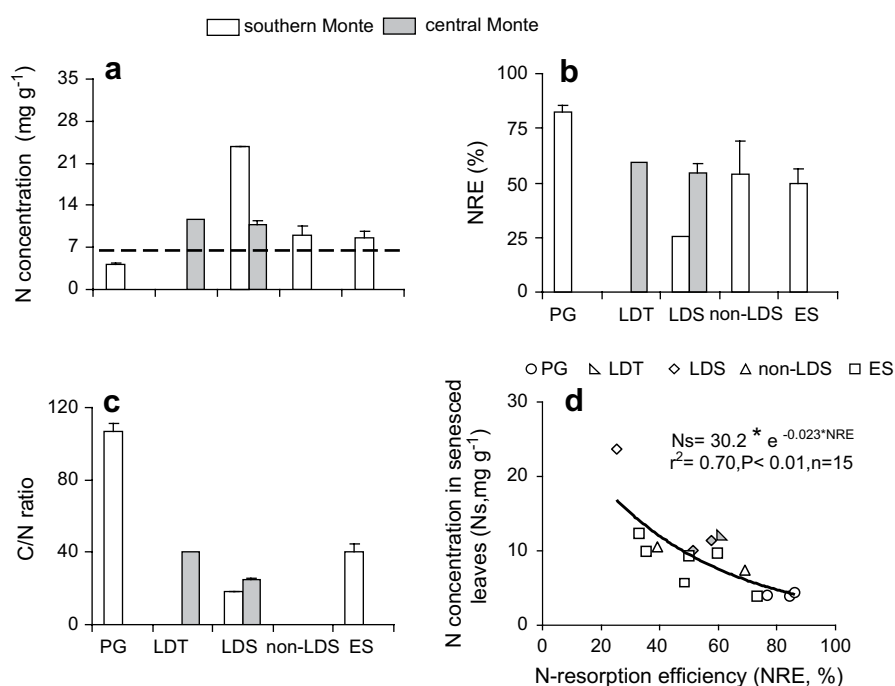 southern Monte central Monte
a
N concentration (mg g-1)
35
28
21
14
7
0
b
NRE (%)
100
75
50
25
0
PG LDT LDS non-LDS ES
c
C/N ratio
120
80
40
0
PG LDT LDS non-LDS ES
PG LDT LDS non-LDS ES
d
N concentration in senesced
leaves (Ns,mg g-1)
30
20
10
0
Ns= 30.2 * e -0.023*NRE
r2= 0.70,P< 0.01,n=15
0 20 40 60 80 100
N-resorption efficiency (NRE, %)